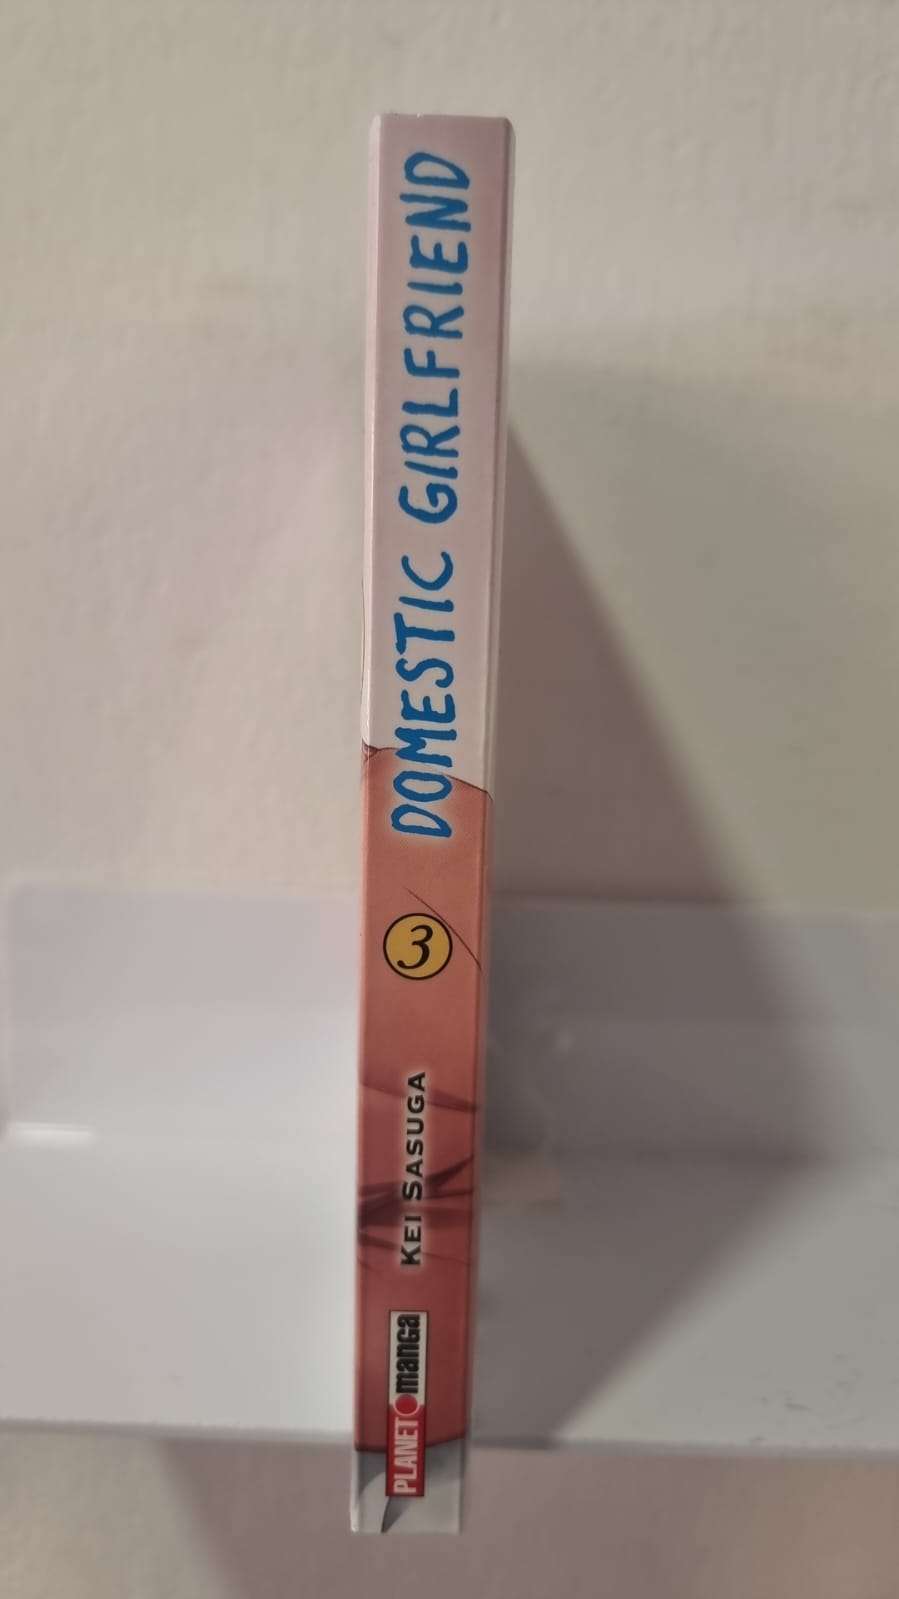 DOMESTIC GIRLFRIEND
3
KEI SASUGA
PLANET manga